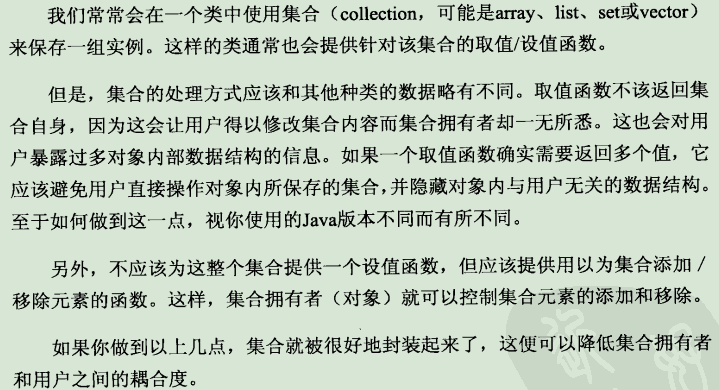 我们常常会在一个类中使用集合（collection，可能是array、list、set或vector）
来保存一组实例。这样的类通常也会提供针对该集合的取值/设值函数。
但是，集合的处理方式应该和其他种类的数据略有不同。取值函数不该返回集
合自身，因为这会让用户得以修改集合内容而集合拥有者却一无所悉。这也会对用
户暴露过多对象内部数据结构的信息。如果一个取值函数确实需要返回多个值，它
应该避免用户直接操作对象内所保存的集合，并隐藏对象内与用户无关的数据结构。
至于如何做到这一点，视你使用的Java版本不同而有所不同。
另外，不应该为这整个集合提供一个设值函数，但应该提供用以为集合添加／
移除元素的函数。这样，集合拥有者（对象）就可以控制集合元素的添加和移除。
如果你做到以上几点，集合就被很好地封装起来了，这便可以降低集合拥有者
和用户之间的耦合度。